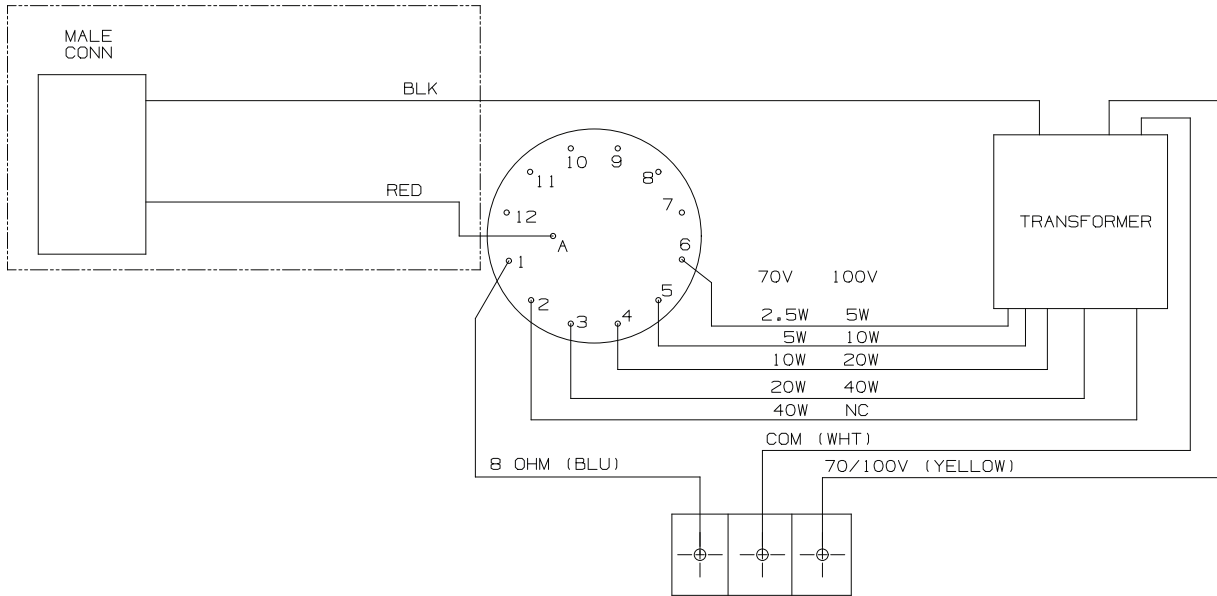 MALE
CONN
BLK
RED
10
9
11
8
12
7
A
6
1
5
2
4
3
TRANSFORMER
70V 100V
2.5W 5W
5W 10W
10W 20W
20W 40W
40W NC
COM (WHT)
8 OHM (BLU)
70/100V (YELLOW)